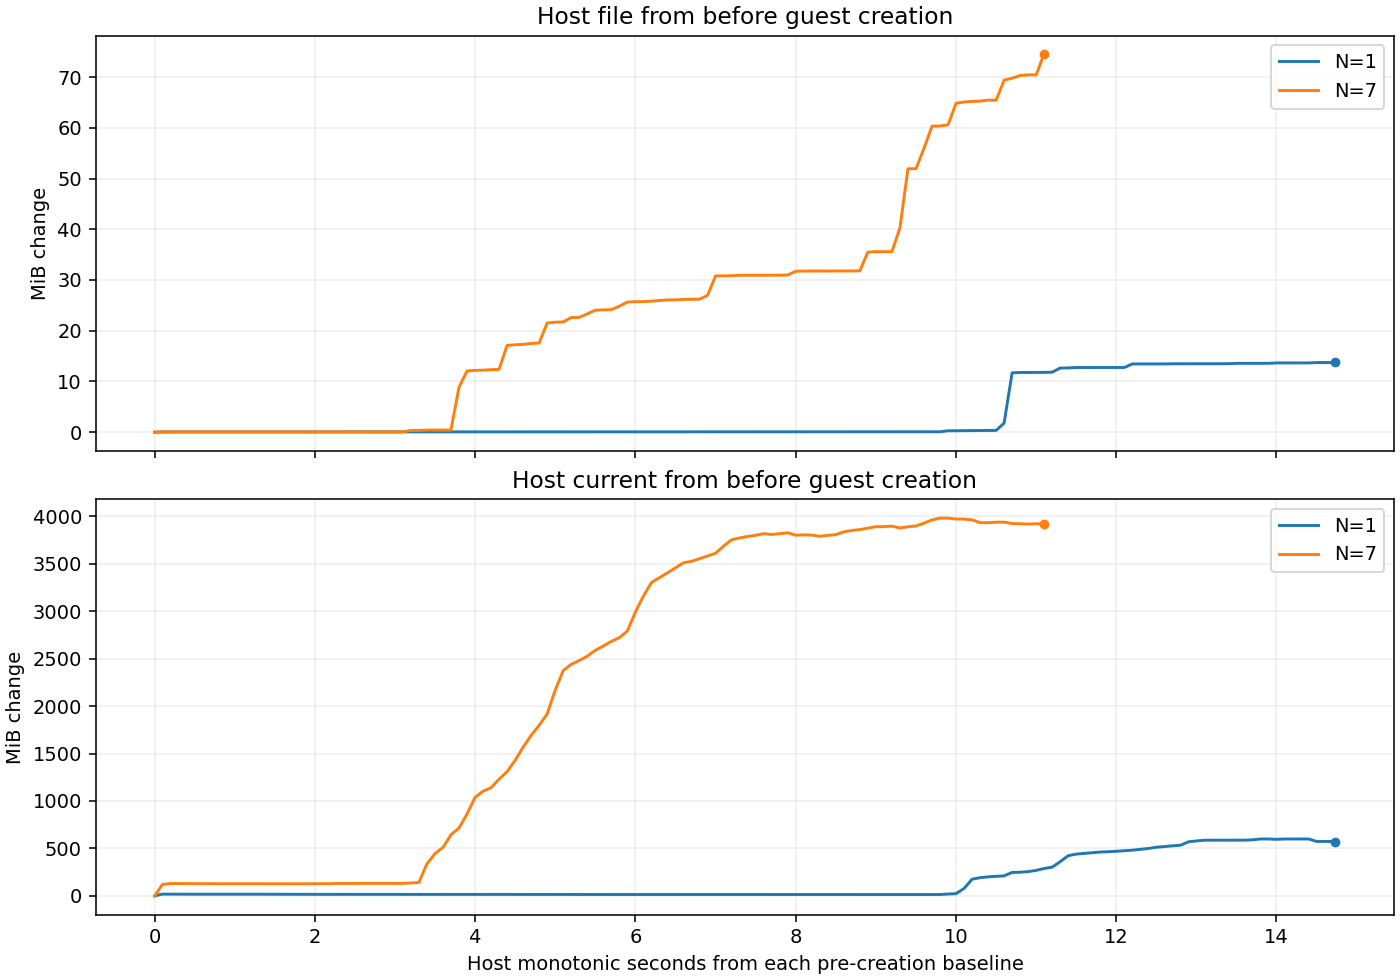 Host file from before guest creation
MiB change
70
60
50
40
30
20
10
0
N=1
N=7
Host current from before guest creation
MiB change
4000
3500
3000
2500
2000
1500
1000
500
0
N=1
N=7
0 2 4 6 8 10 12 14
Host monotonic seconds from each pre-creation baseline